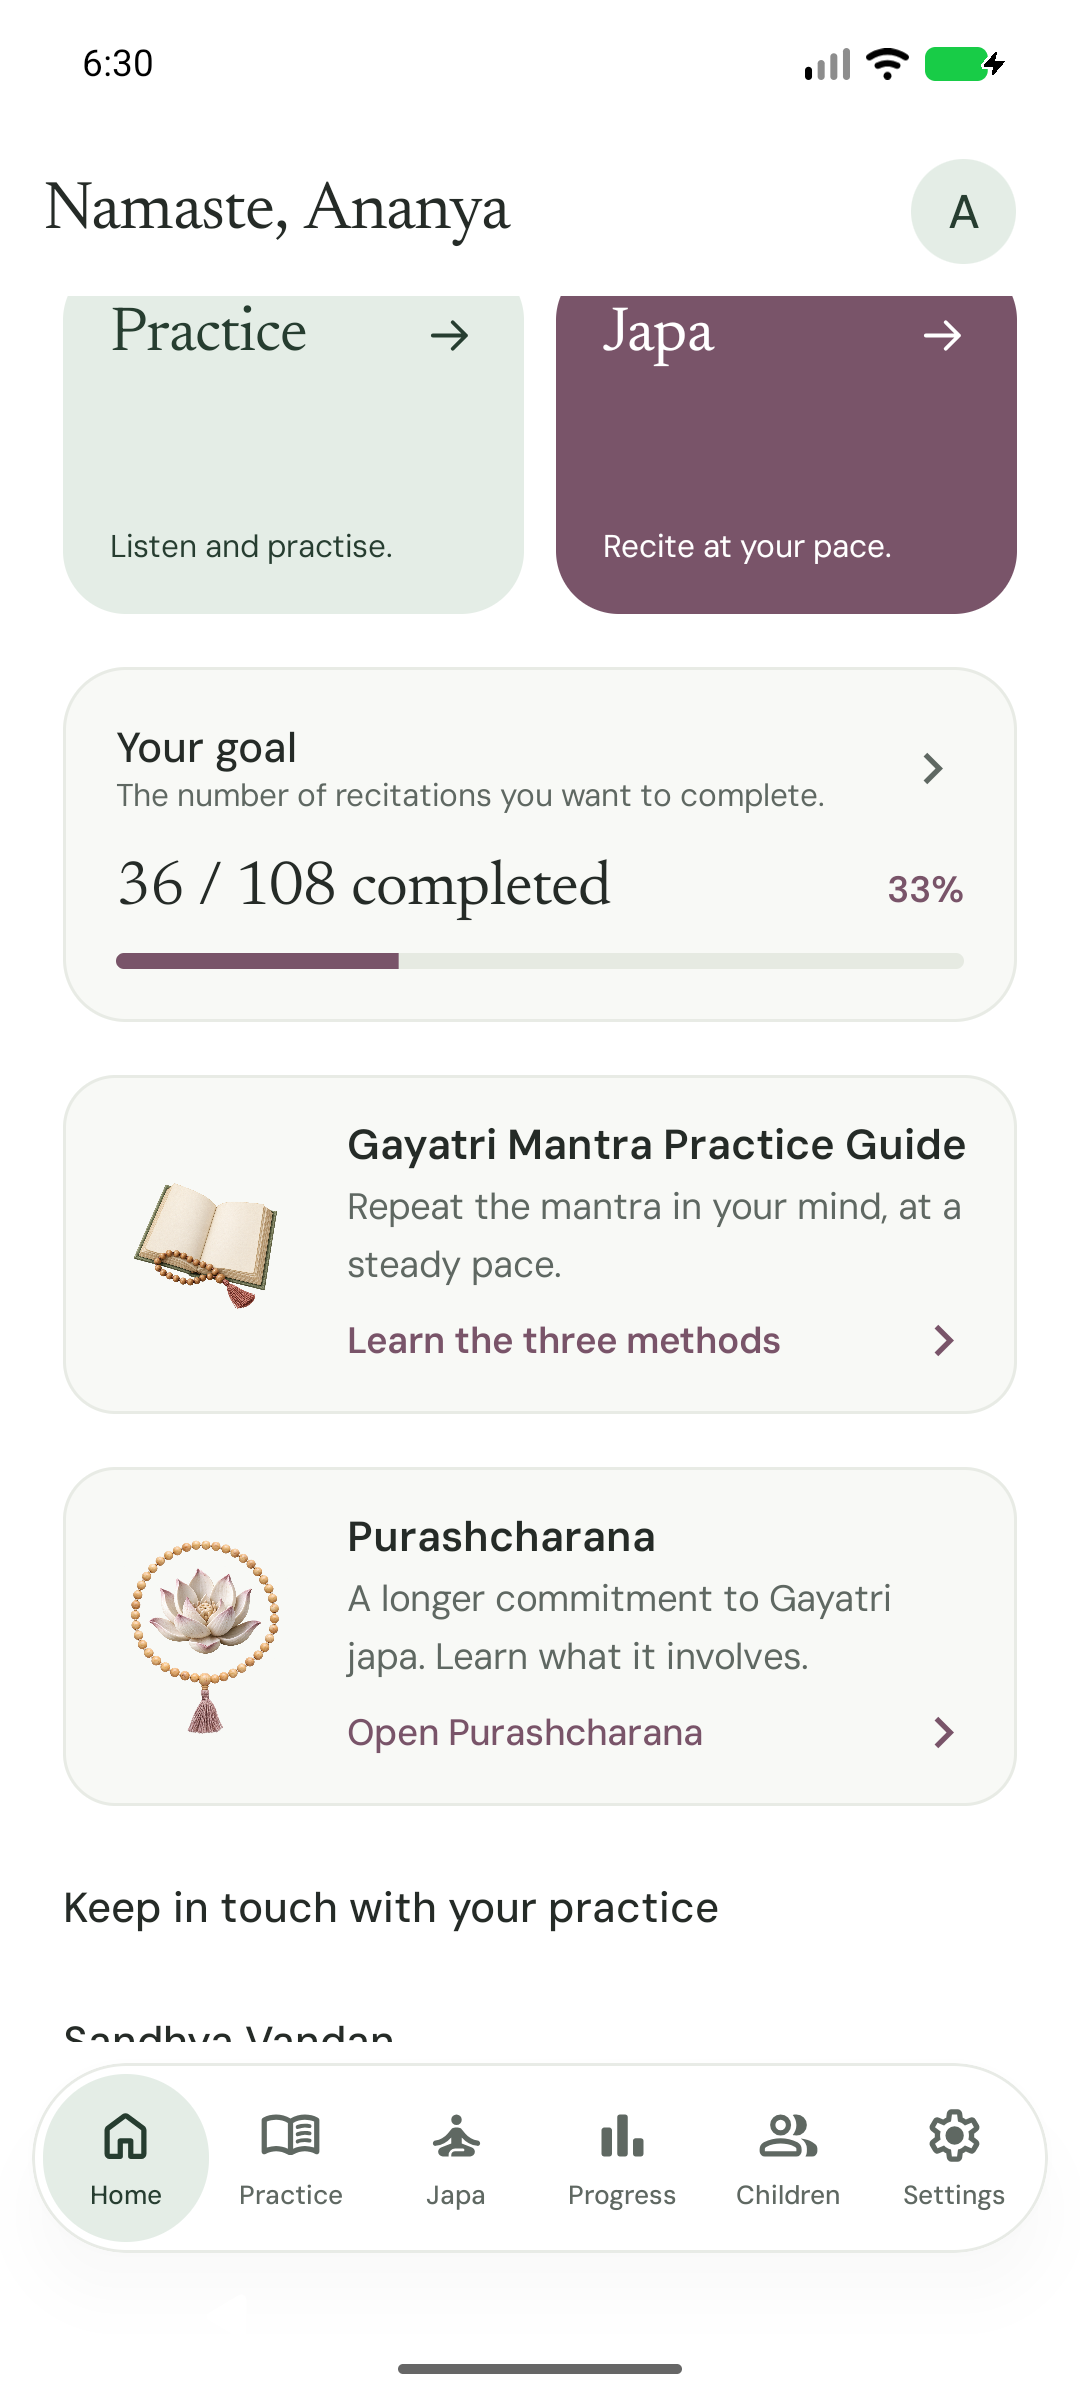 6:30
Namaste, Ananya
A
Practice
Japa
Listen and practise.
Recite at your pace.
Your goal
The number of recitations you want to complete.
36 / 108 completed
33%
Gayatri Mantra Practice Guide
Repeat the mantra in your mind, at a
steady pace.
Learn the three methods
Purashcharana
A longer commitment to Gayatri
japa. Learn what it involves.
Open Purashcharana
Keep in touch with your practice
Sandhya Vandan
Home
Practice
Japa
Progress
Children
Settings